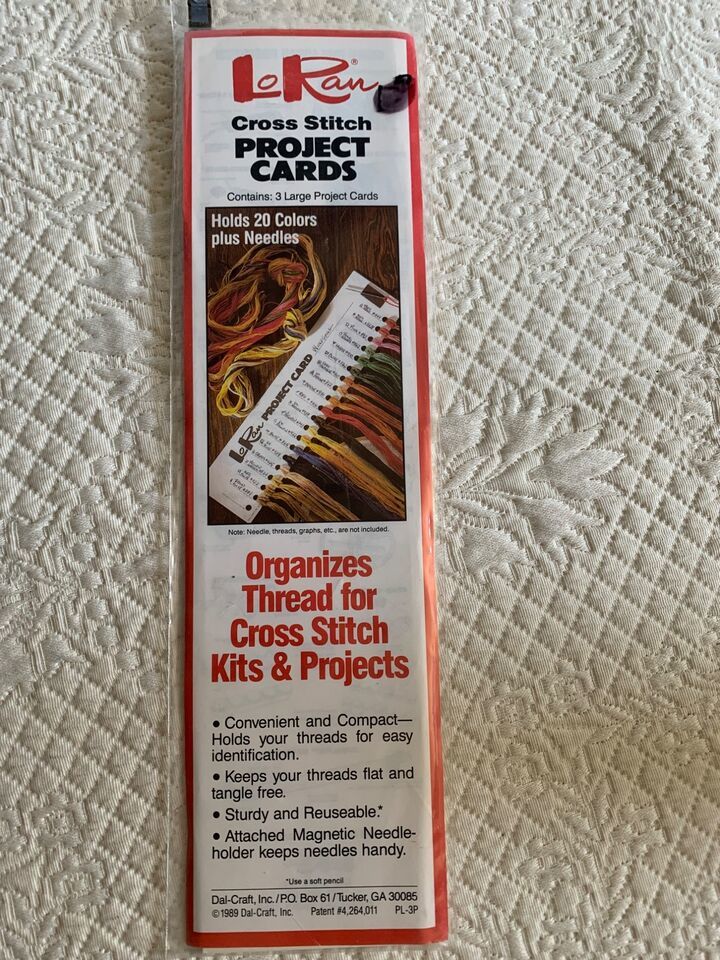 LoRan®
Cross Stitch
PROJECT
CARDS
Contains: 3 Large Project Cards
Holds 20 Colors
plus Needles
LoRan PROJECT CARD
Note: Needle, threads, graphs, etc., are not included.
Organizes
Thread for
Cross Stitch
Kits & Projects
• Convenient and Compact—
Holds your threads for easy
identification.
• Keeps your threads flat and
tangle free.
• Sturdy and Reuseable.*
• Attached Magnetic Needle-
holder keeps needles handy.
*Use a soft pencil
Dal-Craft, Inc./P.O. Box 61/Tucker, GA 30085
©1989 Dal-Craft, Inc. Patent #4,264,011 PL-3P